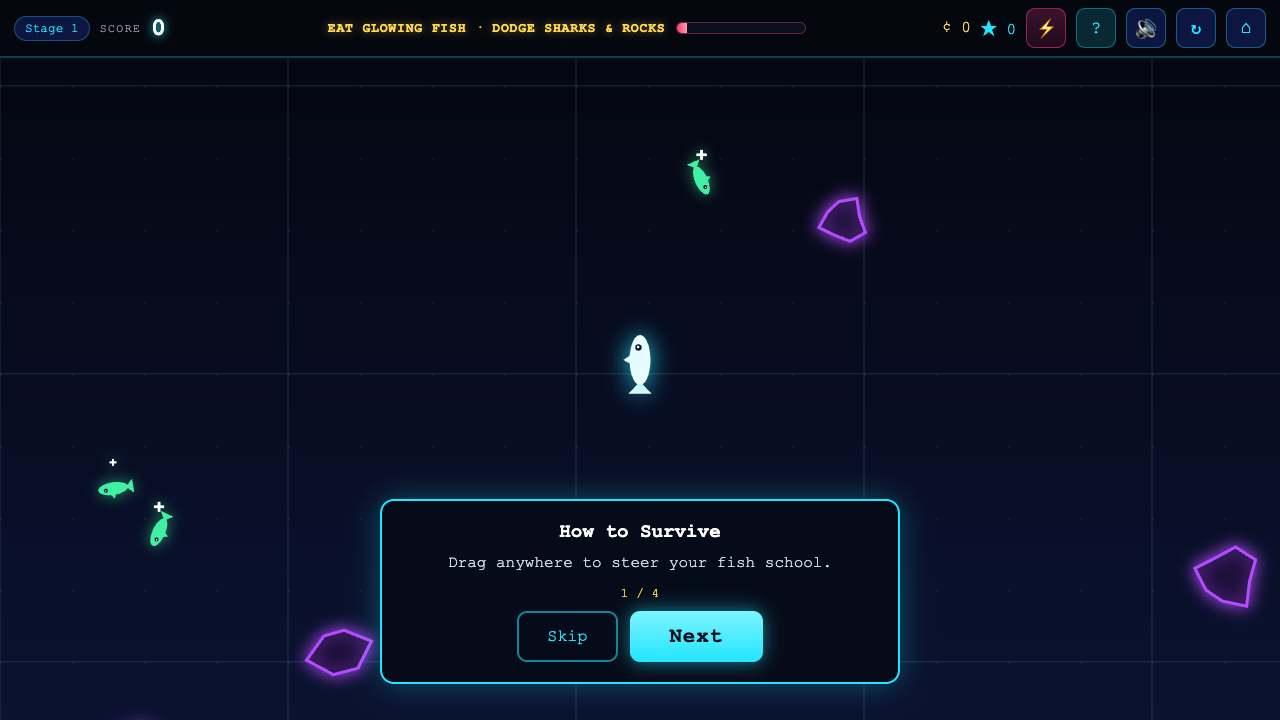 Stage 1 SCORE 0 EAT GLOWING FISH · DODGE SHARKS & ROCKS ¢ 0 ★ 0 ⚡ ? 🔊 ↻ ⌂
+
+
+
How to Survive
Drag anywhere to steer your fish school.
1 / 4
Skip Next